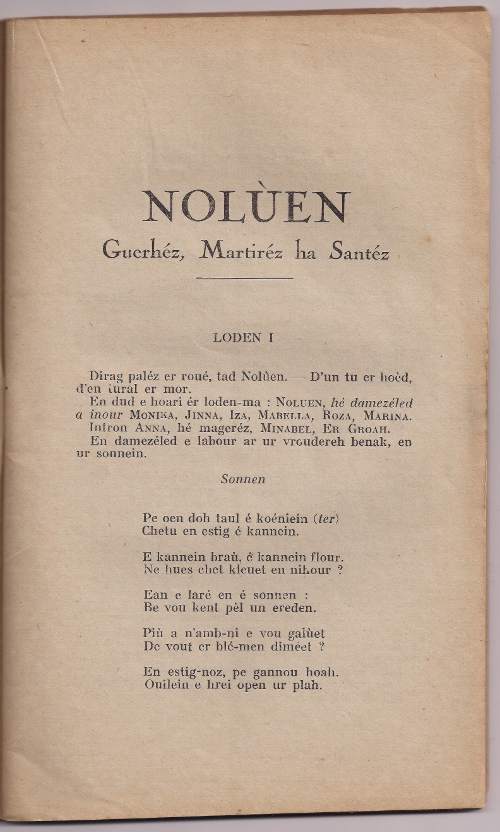 NOLÙEN
Guerhéz, Martiréz ha Santéz
LODEN I
Dirag paléz er roué, tad Nolùen. — D'un tu er hoèd,
d'en tural er mor.
En dud e hoari ér loden-ma : NOLUEN, hé damezéled
a inour MONIKA, JINNA, IZA, MABELLA, ROZA, MARINA.
Intron ANNA, hé mageréz, MINABEL, ER GROAH.
En damezéled e labour ar ur vroudereh benak, en
ur sonnein.
Sonnen
Pe oen doh taul é koéniein (ter)
Chetu en estig é kannein.
E kannein braù, é kannein flour.
Ne hues chet kleuet en nihour ?
Ean e laré en é sonnen :
Be vou kent pèl un ereden.
Più a n'amb-ni e vou gaiùet
De vout er blé-men diméet ?
En estig-noz, pe gannou hoah.
Ouilein e hrei open ur plah.